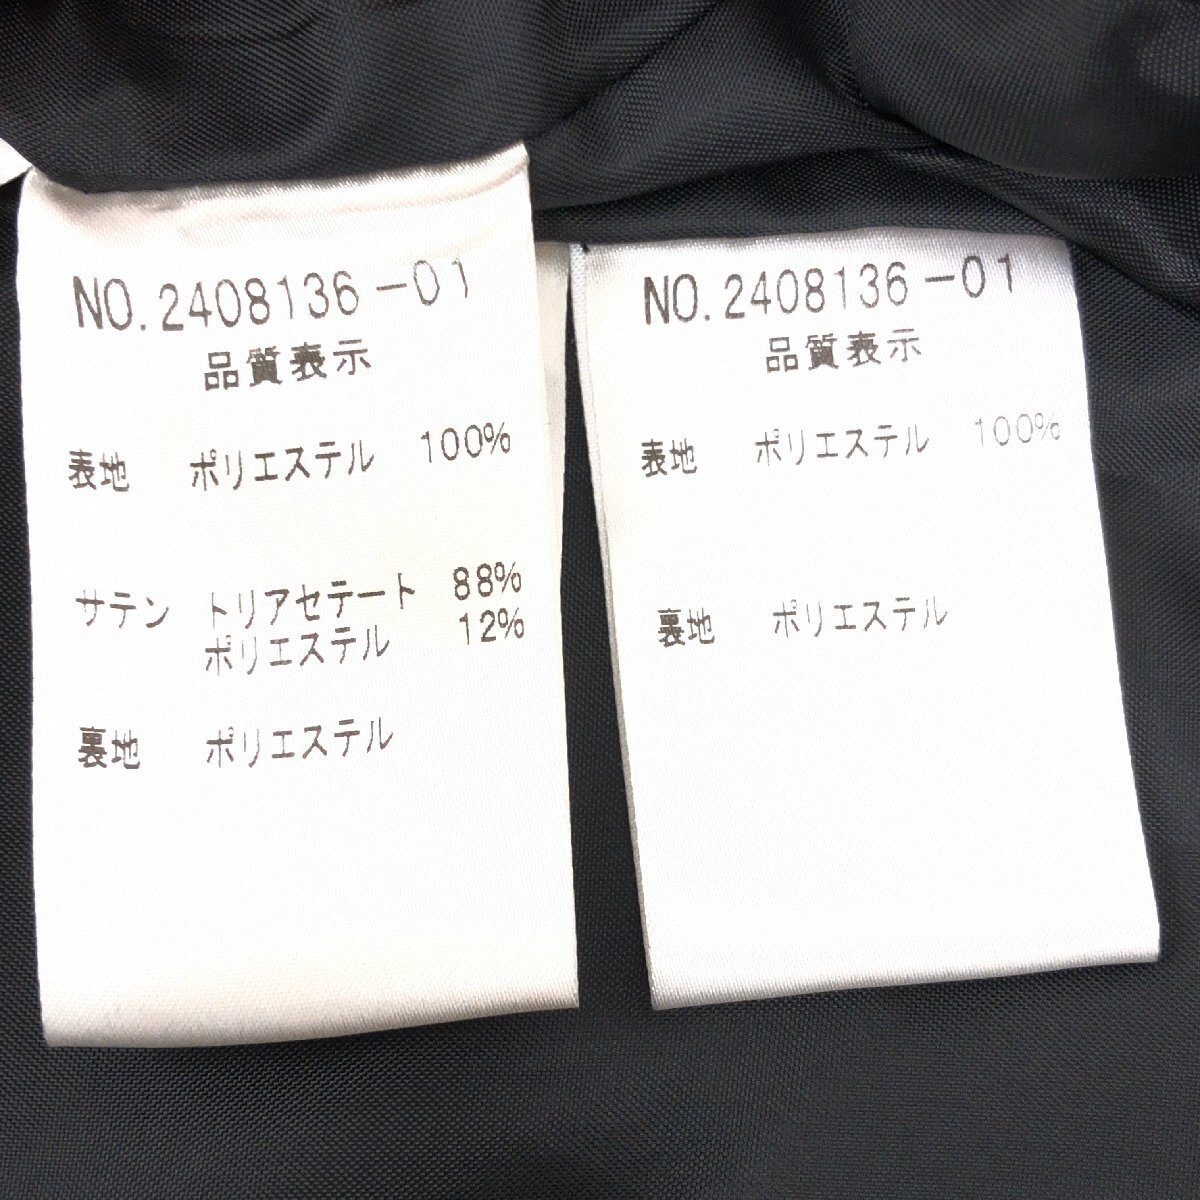 NO.2408136-01
品質表示
表地 ポリエステル 100%
サテン トリアセテート 88%
ポリエステル 12%
裏地 ポリエステル
NO.2408136-01
品質表示
表地 ポリエステル 100%
裏地 ポリエステル